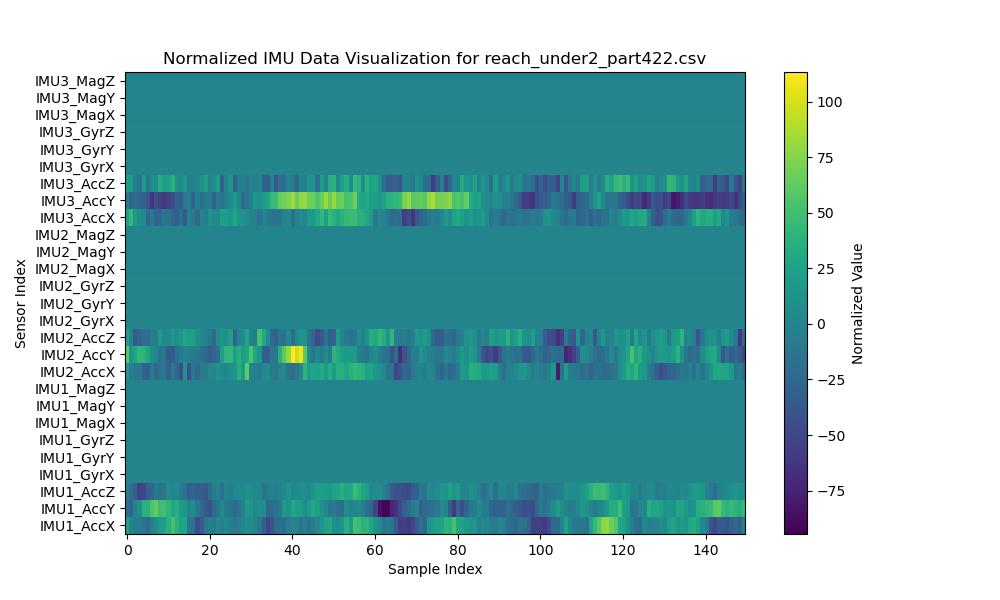 Normalized IMU Data Visualization for reach_under2_part422.csv
IMU3_MagZ
IMU3_MagY
IMU3_MagX
IMU3_GyrZ
IMU3_GyrY
IMU3_GyrX
IMU3_AccZ
IMU3_AccY
IMU3_AccX
IMU2_MagZ
IMU2_MagY
IMU2_MagX
IMU2_GyrZ
IMU2_GyrY
IMU2_GyrX
IMU2_AccZ
IMU2_AccY
IMU2_AccX
IMU1_MagZ
IMU1_MagY
IMU1_MagX
IMU1_GyrZ
IMU1_GyrY
IMU1_GyrX
IMU1_AccZ
IMU1_AccY
IMU1_AccX
Sensor Index
0 20 40 60 80 100 120 140
Sample Index
100
75
50
25
0
−25
−50
−75
Normalized Value